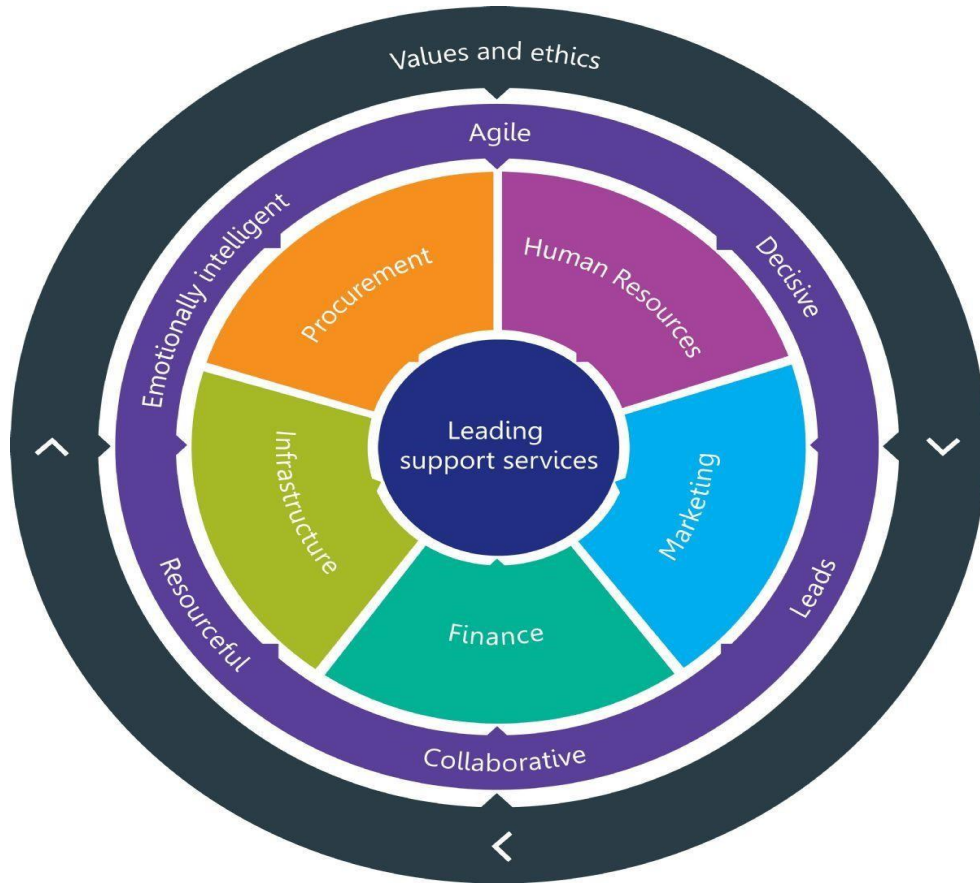 Values and ethics
Agile
Decisive
Leads
Collaborative
Resourceful
Emotionally intelligent
Human Resources
Marketing
Finance
Infrastructure
Procurement
Leading
support services